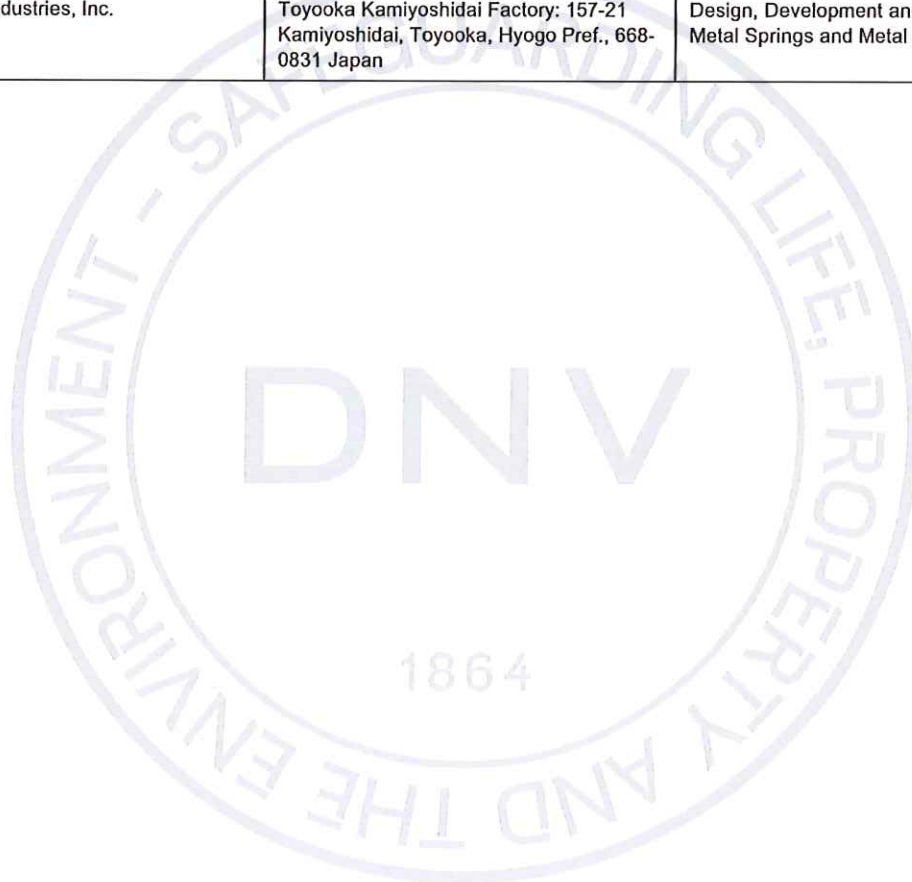 dustries, Inc.
Toyooka Kamiyoshidai Factory: 157-21
Kamiyoshidai, Toyooka, Hyogo Pref., 668-
0831 Japan
Design, Development an
Metal Springs and Metal
SAFEGUARDING LIFE, PROPERTY AND THE ENVIRONMENT -
DNV
1864